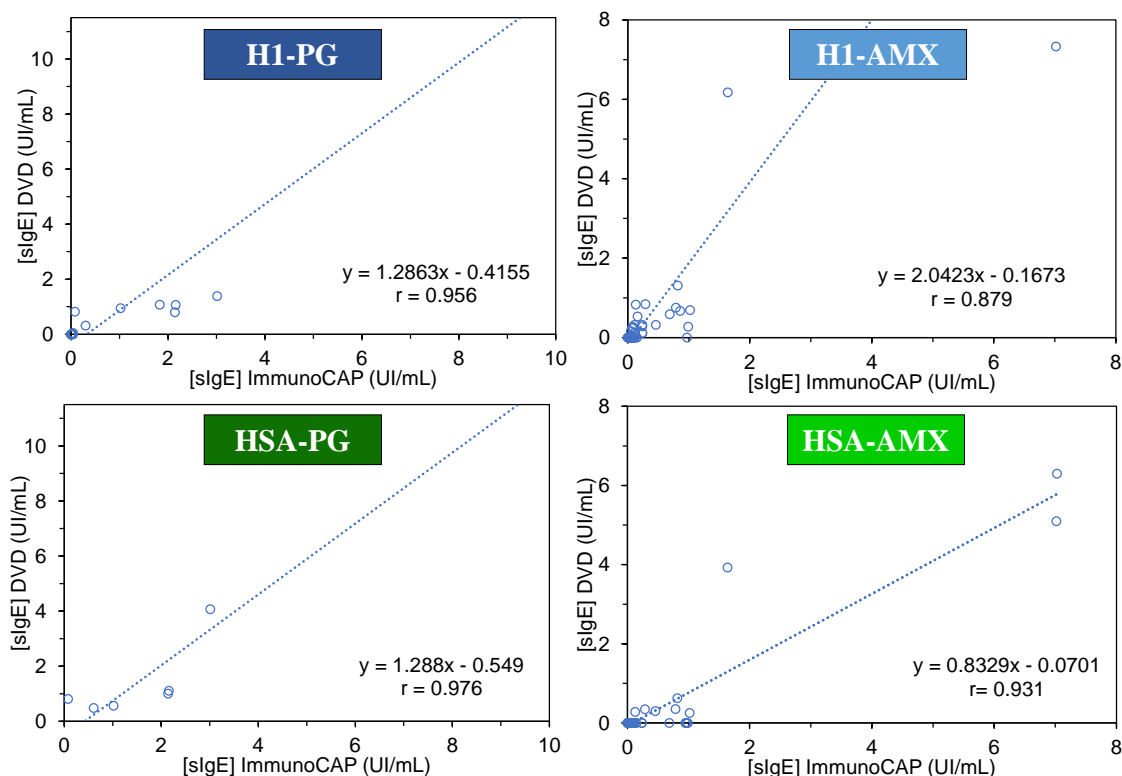 H1-PG
[sIgE] DVD (UI/mL)
10
8
6
4
2
0
y = 1.2863x - 0.4155
r = 0.956
0 2 4 6 8 10
[sIgE] ImmunoCAP (UI/mL)
H1-AMX
[sIgE] DVD (UI/mL)
8
6
4
2
0
y = 2.0423x - 0.1673
r = 0.879
0 2 4 6 8
[sIgE] ImmunoCAP (UI/mL)
HSA-PG
[sIgE] DVD (UI/mL)
10
8
6
4
2
0
y = 1.288x - 0.549
r = 0.976
0 2 4 6 8 10
[sIgE] ImmunoCAP (UI/mL)
HSA-AMX
[sIgE] DVD (UI/mL)
8
6
4
2
0
y = 0.8329x - 0.0701
r= 0.931
0 2 4 6 8
[sIgE] ImmunoCAP (UI/mL)